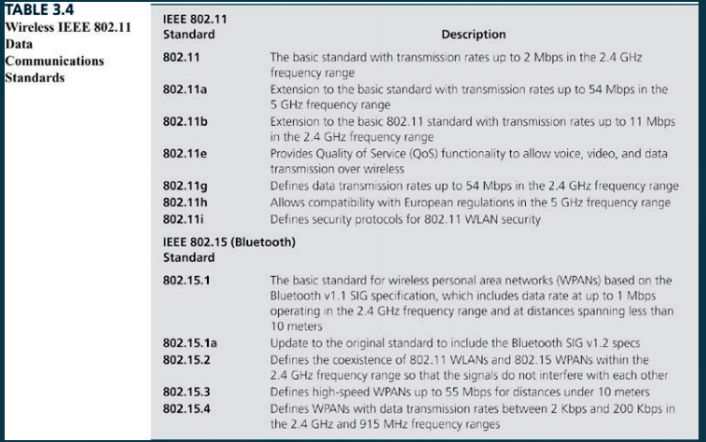 TABLE 3.4
Wireless IEEE 802.11
Data
Communications
Standards
IEEE 802.11
Standard Description
802.11 The basic standard with transmission rates up to 2 Mbps in the 2.4 GHz
frequency range
802.11a Extension to the basic standard with transmission rates up to 54 Mbps in the
5 GHz frequency range
802.11b Extension to the basic 802.11 standard with transmission rates up to 11 Mbps
in the 2.4 GHz frequency range
802.11e Provides Quality of Service (QoS) functionality to allow voice, video, and data
transmission over wireless
802.11g Defines data transmission rates up to 54 Mbps in the 2.4 GHz frequency range
802.11h Allows compatibility with European regulations in the 5 GHz frequency range
802.11i Defines security protocols for 802.11 WLAN security
IEEE 802.15 (Bluetooth)
Standard
802.15.1 The basic standard for wireless personal area networks (WPANs) based on the
Bluetooth v1.1 SIG specification, which includes data rate at up to 1 Mbps
operating in the 2.4 GHz frequency range and at distances spanning less than
10 meters
802.15.1a Update to the original standard to include the Bluetooth SIG v1.2 specs
802.15.2 Defines the coexistence of 802.11 WLANs and 802.15 WPANs within the
2.4 GHz frequency range so that the signals do not interfere with each other
802.15.3 Defines high-speed WPANs up to 55 Mbps for distances under 10 meters
802.15.4 Defines WPANs with data transmission rates between 2 Kbps and 200 Kbps in
the 2.4 GHz and 915 MHz frequency ranges